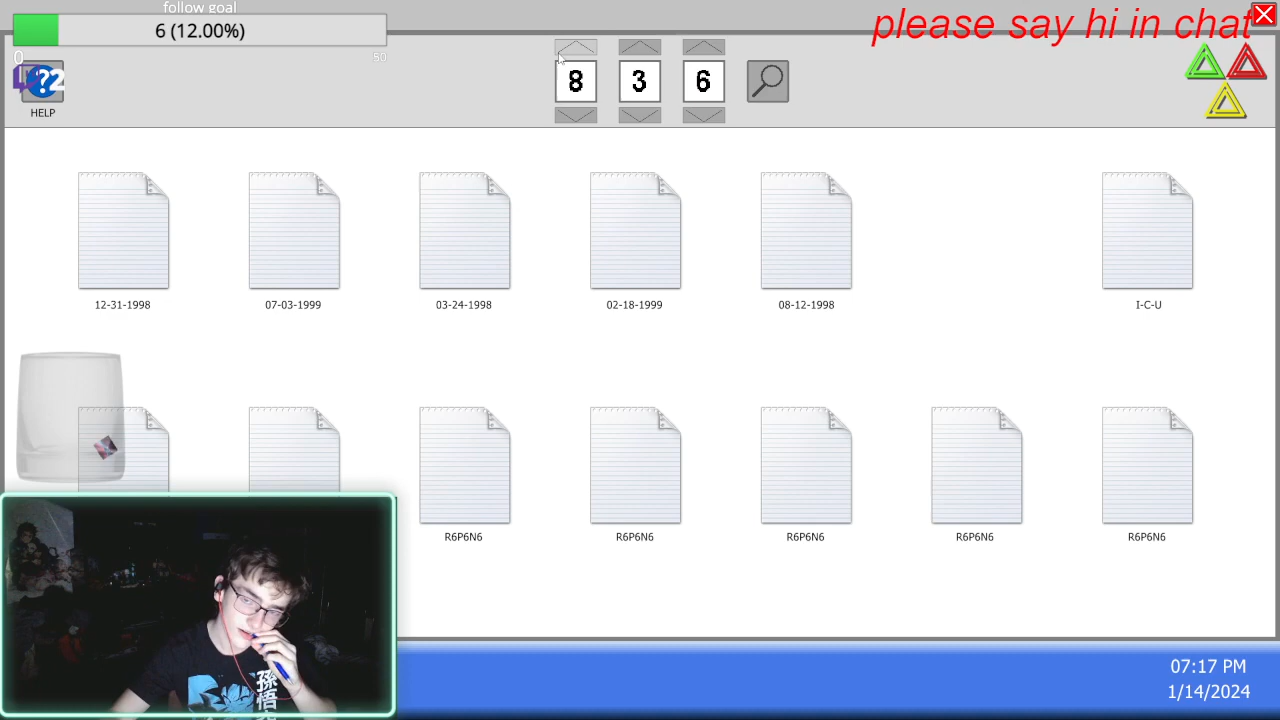 follow goal
6 (12.00%)
0
50
please say hi in chat
HELP
8 3 6
12-31-1998
07-03-1999
03-24-1998
02-18-1999
08-12-1998
I-C-U
R6P6N6
R6P6N6
R6P6N6
R6P6N6
R6P6N6
孫悟
07:17 PM
1/14/2024